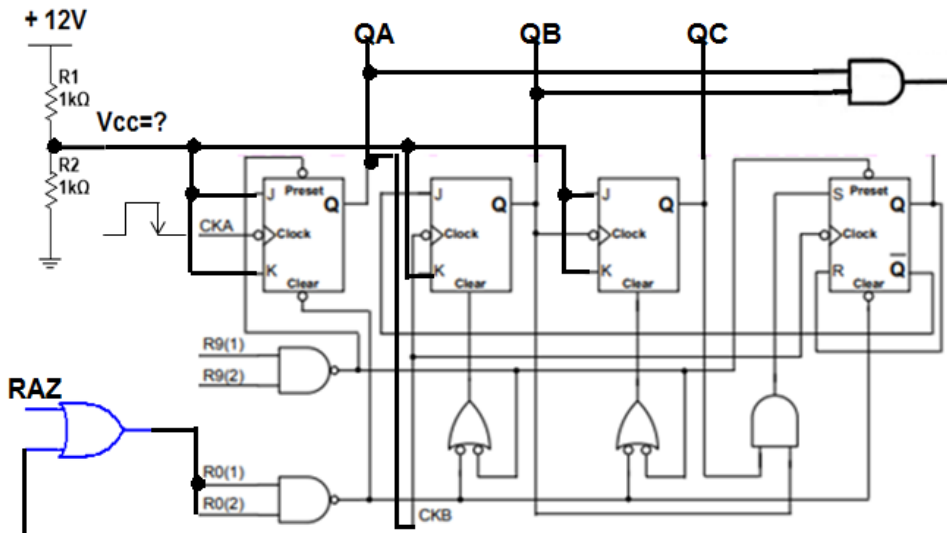 + 12V
QA
QB
QC
R1
1kΩ
Vcc=?
R2
1kΩ
J
Preset
Q
CKA
Clock
K
Clear
J
Q
Clock
K
Clear
J
Q
Clock
K
Clear
S
Preset
Q
Clock
R
Q
Clear
R9(1)
R9(2)
RAZ
R0(1)
R0(2)
CKB